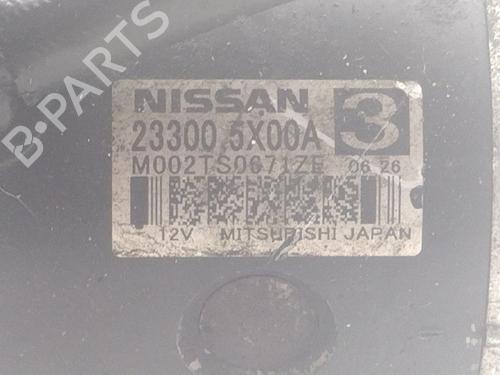 B-PARTS
NISSAN
23300 5X00A 3
M002TS0671ZE 06 26
12V MITSUBISHI JAPAN